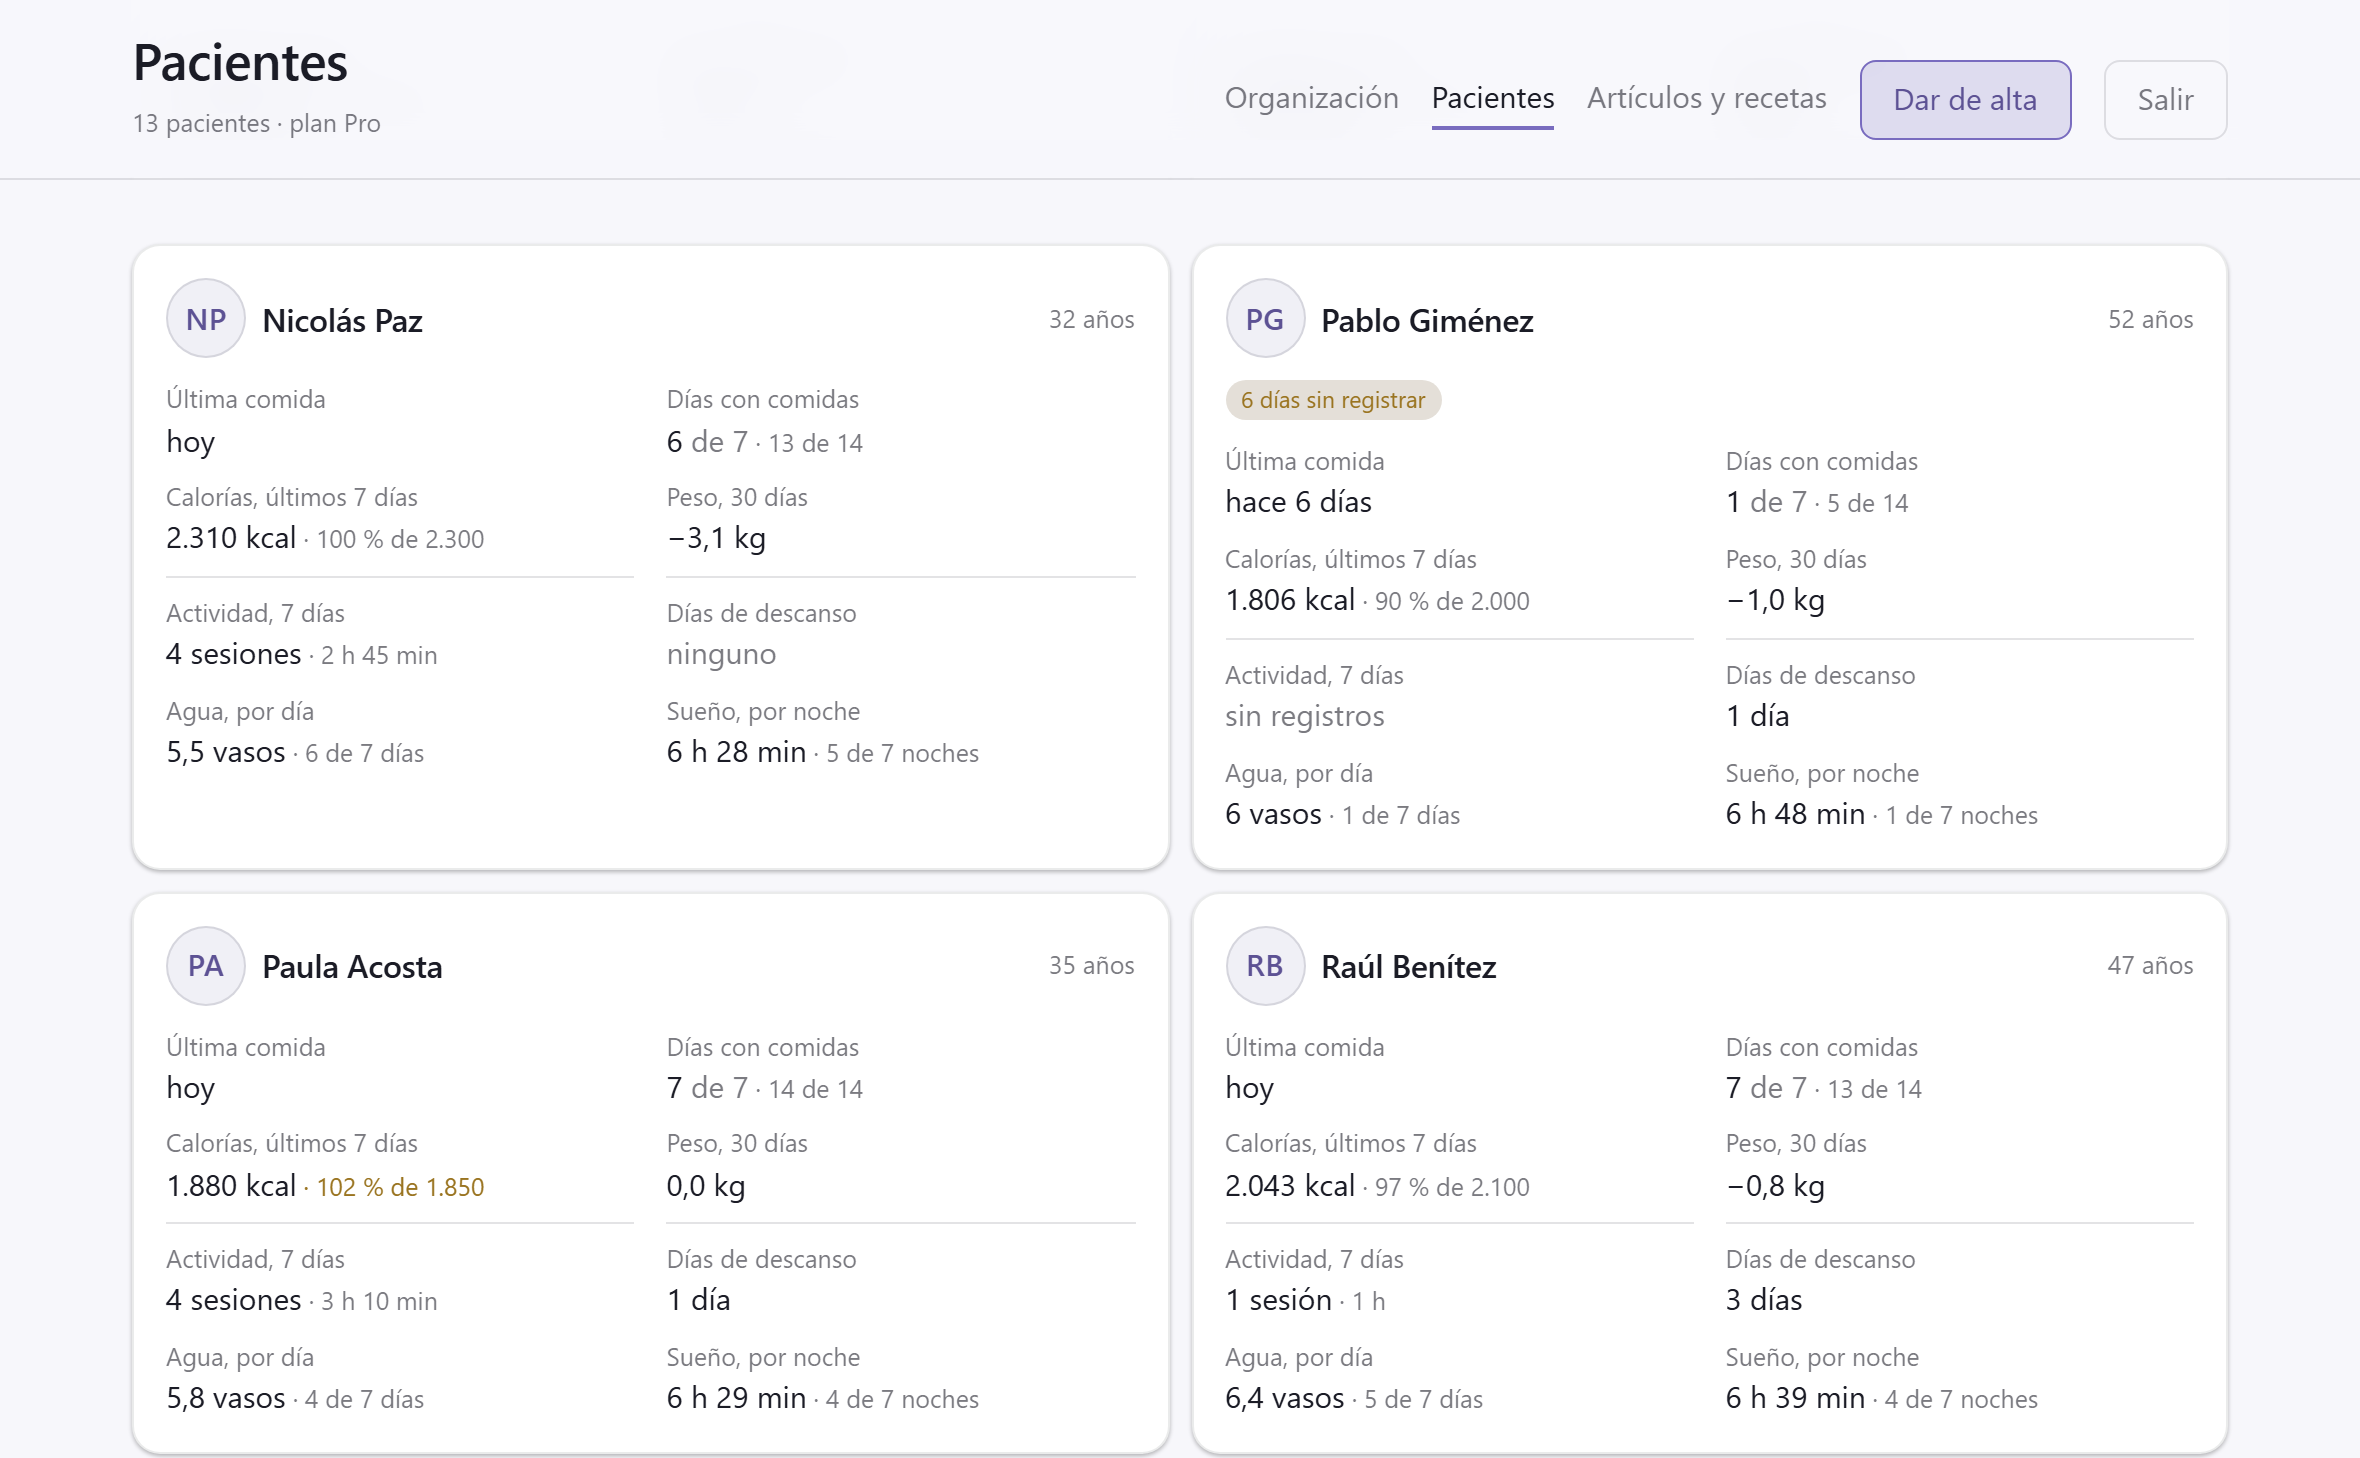 Pacientes
13 pacientes · plan Pro
Organización
Pacientes
Artículos y recetas
Dar de alta
Salir
NP
Nicolás Paz
32 años
Última comida
hoy
Días con comidas
6 de 7 · 13 de 14
Calorías, últimos 7 días
2.310 kcal · 100 % de 2.300
Peso, 30 días
−3,1 kg
Actividad, 7 días
4 sesiones · 2 h 45 min
Días de descanso
ninguno
Agua, por día
5,5 vasos · 6 de 7 días
Sueño, por noche
6 h 28 min · 5 de 7 noches
PG
Pablo Giménez
52 años
6 días sin registrar
Última comida
hace 6 días
Días con comidas
1 de 7 · 5 de 14
Calorías, últimos 7 días
1.806 kcal · 90 % de 2.000
Peso, 30 días
−1,0 kg
Actividad, 7 días
sin registros
Días de descanso
1 día
Agua, por día
6 vasos · 1 de 7 días
Sueño, por noche
6 h 48 min · 1 de 7 noches
PA
Paula Acosta
35 años
Última comida
hoy
Días con comidas
7 de 7 · 14 de 14
Calorías, últimos 7 días
1.880 kcal · 102 % de 1.850
Peso, 30 días
0,0 kg
Actividad, 7 días
4 sesiones · 3 h 10 min
Días de descanso
1 día
Agua, por día
5,8 vasos · 4 de 7 días
Sueño, por noche
6 h 29 min · 4 de 7 noches
RB
Raúl Benítez
47 años
Última comida
hoy
Días con comidas
7 de 7 · 13 de 14
Calorías, últimos 7 días
2.043 kcal · 97 % de 2.100
Peso, 30 días
−0,8 kg
Actividad, 7 días
1 sesión · 1 h
Días de descanso
3 días
Agua, por día
6,4 vasos · 5 de 7 días
Sueño, por noche
6 h 39 min · 4 de 7 noches